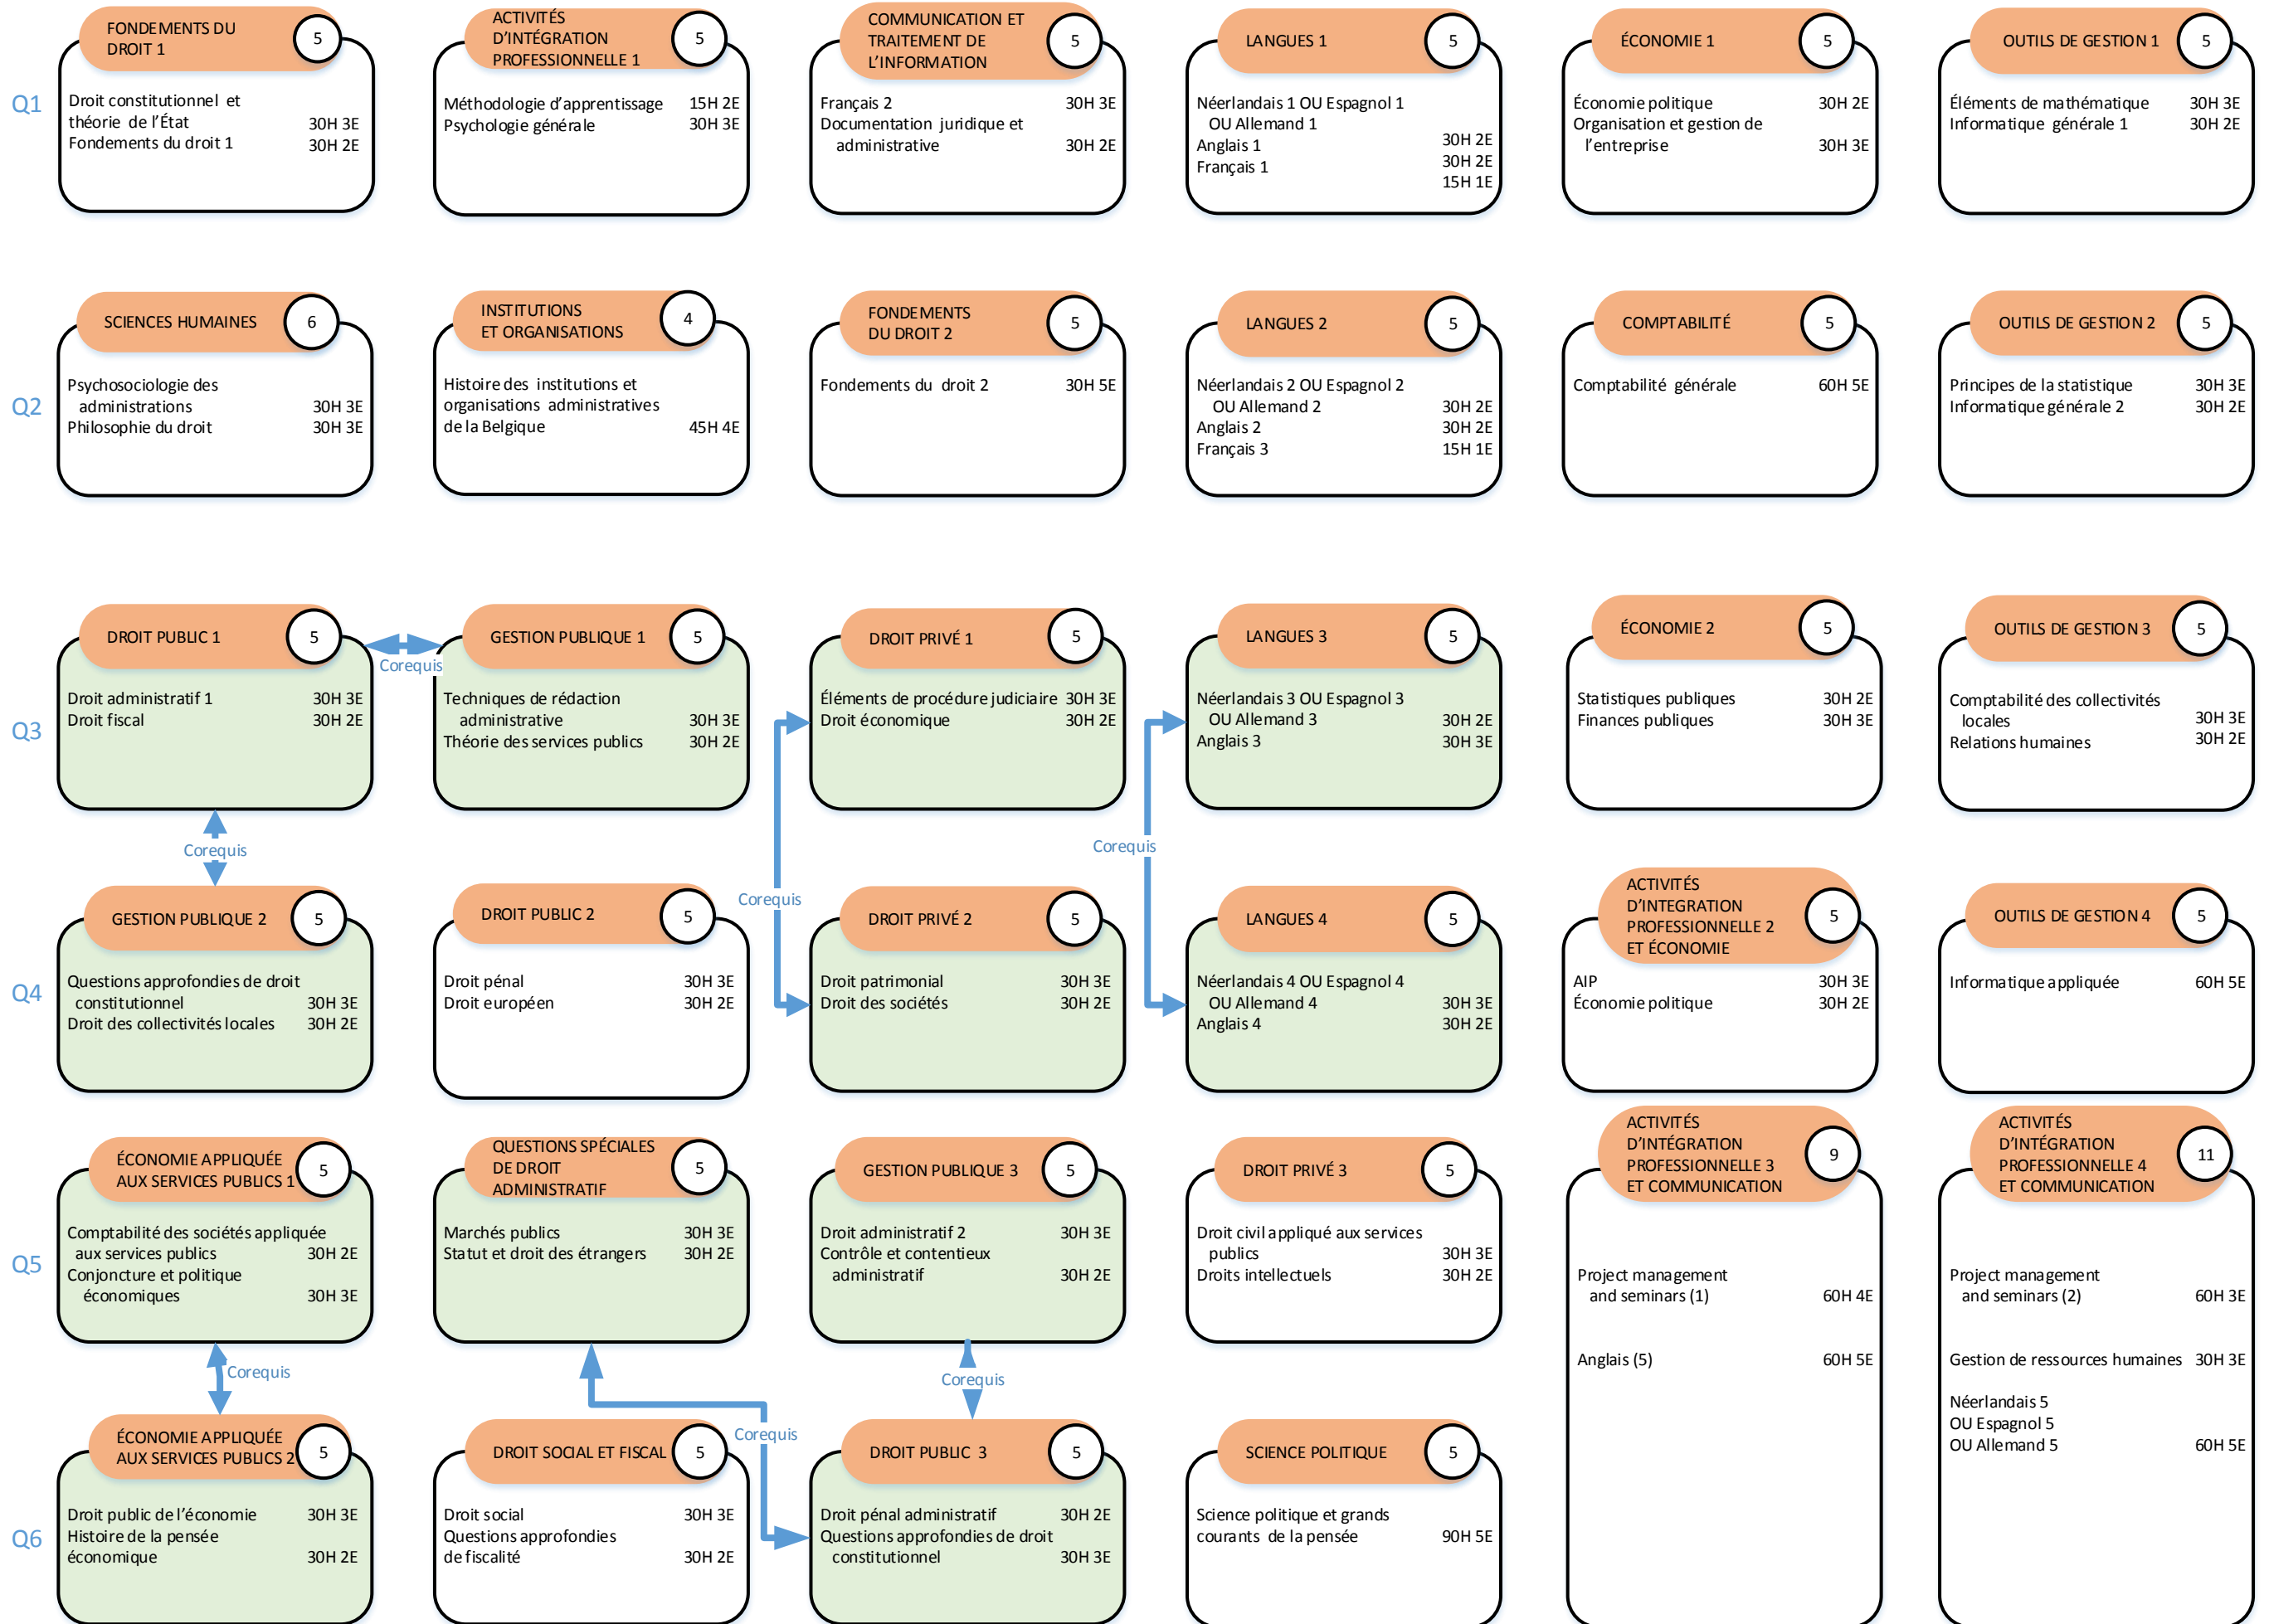 Q1
FONDEMENTS DU
DROIT 1
5
Droit constitutionnel et
théorie de l'État 30H 3E
Fondements du droit 1 30H 2E
ACTIVITÉS
D'INTÉGRATION
PROFESSIONNELLE 1
5
Méthodologie d'apprentissage 15H 2E
Psychologie générale 30H 3E
COMMUNICATION ET
TRAITEMENT DE
L'INFORMATION
5
Français 2 30H 3E
Documentation juridique et
administrative 30H 2E
LANGUES 1
5
Néerlandais 1 OU Espagnol 1
OU Allemand 1
Anglais 1 30H 2E
Français 1 30H 2E
15H 1E
ÉCONOMIE 1
5
Économie politique 30H 2E
Organisation et gestion de
l'entreprise 30H 3E
OUTILS DE GESTION 1
5
Éléments de mathématique 30H 3E
Informatique générale 1 30H 2E
Q2
SCIENCES HUMAINES
6
Psychosociologie des
administrations 30H 3E
Philosophie du droit 30H 3E
INSTITUTIONS
ET ORGANISATIONS
4
Histoire des institutions et
organisations administratives
de la Belgique 45H 4E
FONDEMENTS
DU DROIT 2
5
Fondements du droit 2 30H 5E
LANGUES 2
5
Néerlandais 2 OU Espagnol 2
OU Allemand 2 30H 2E
Anglais 2 30H 2E
Français 3 15H 1E
COMPTABILITÉ
5
Comptabilité générale 60H 5E
OUTILS DE GESTION 2
5
Principes de la statistique 30H 3E
Informatique générale 2 30H 2E
Q3
DROIT PUBLIC 1
5
Droit administratif 1 30H 3E
Droit fiscal 30H 2E
Corequis
GESTION PUBLIQUE 1
5
Techniques de rédaction
administrative 30H 3E
Théorie des services publics 30H 2E
DROIT PRIVÉ 1
5
Éléments de procédure judiciaire 30H 3E
Droit économique 30H 2E
LANGUES 3
5
Néerlandais 3 OU Espagnol 3
OU Allemand 3 30H 2E
Anglais 3 30H 3E
ÉCONOMIE 2
5
Statistiques publiques 30H 2E
Finances publiques 30H 3E
OUTILS DE GESTION 3
5
Comptabilité des collectivités
locales 30H 3E
Relations humaines 30H 2E
Corequis
Corequis
Corequis
Q4
GESTION PUBLIQUE 2
5
Questions approfondies de droit
constitutionnel 30H 3E
Droit des collectivités locales 30H 2E
DROIT PUBLIC 2
5
Droit pénal 30H 3E
Droit européen 30H 2E
DROIT PRIVÉ 2
5
Droit patrimonial 30H 3E
Droit des sociétés 30H 2E
LANGUES 4
5
Néerlandais 4 OU Espagnol 4
OU Allemand 4 30H 3E
Anglais 4 30H 2E
ACTIVITÉS
D'INTEGRATION
PROFESSIONNELLE 2
ET ÉCONOMIE
5
AIP 30H 3E
Économie politique 30H 2E
OUTILS DE GESTION 4
5
Informatique appliquée 60H 5E
Q5
ÉCONOMIE APPLIQUÉE
AUX SERVICES PUBLICS 1
5
Comptabilité des sociétés appliquée
aux services publics 30H 2E
Conjoncture et politique
économiques 30H 3E
QUESTIONS SPÉCIALES
DE DROIT
ADMINISTRATIF
5
Marchés publics 30H 3E
Statut et droit des étrangers 30H 2E
GESTION PUBLIQUE 3
5
Droit administratif 2 30H 3E
Contrôle et contentieux
administratif 30H 2E
DROIT PRIVÉ 3
5
Droit civil appliqué aux services
publics 30H 3E
Droits intellectuels 30H 2E
ACTIVITÉS
D'INTÉGRATION
PROFESSIONNELLE 3
ET COMMUNICATION
9
Project management
and seminars (1) 60H 4E
Anglais (5) 60H 5E
ACTIVITÉS
D'INTÉGRATION
PROFESSIONNELLE 4
ET COMMUNICATION
11
Project management
and seminars (2) 60H 3E
Gestion de ressources humaines 30H 3E
Néerlandais 5
OU Espagnol 5
OU Allemand 5 60H 5E
Corequis
Corequis
Corequis
Q6
ÉCONOMIE APPLIQUÉE
AUX SERVICES PUBLICS 2
5
Droit public de l'économie 30H 3E
Histoire de la pensée
économique 30H 2E
DROIT SOCIAL ET FISCAL
5
Droit social 30H 3E
Questions approfondies
de fiscalité 30H 2E
DROIT PUBLIC 3
5
Droit pénal administratif 30H 2E
Questions approfondies de droit
constitutionnel 30H 3E
SCIENCE POLITIQUE
5
Science politique et grands
courants de la pensée 90H 5E